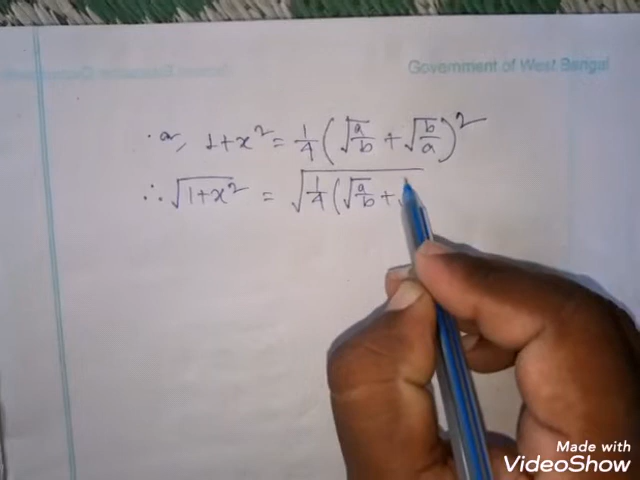 Government of West Bengal
or, 1+x² = 1/4 (√a/b + √b/a)²
∴ √1+x² = √1/4 (√a/b + √
Made with
VideoShow